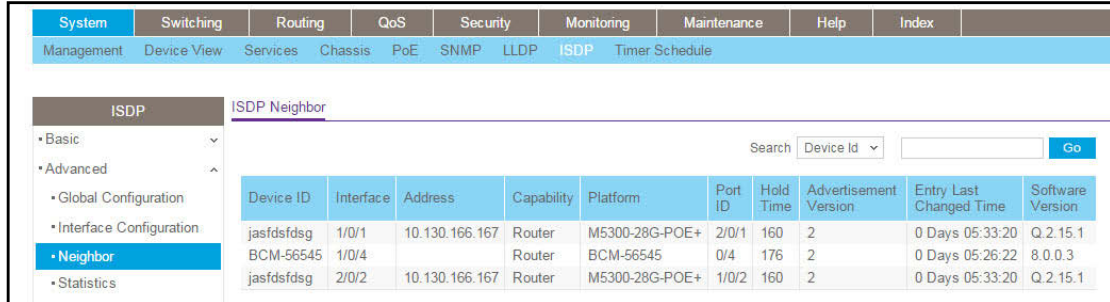 System Switching Routing QoS Security Monitoring Maintenance Help Index
Management Device View Services Chassis PoE SNMP LLDP ISDP Timer Schedule
ISDP
Basic
Advanced
Global Configuration
Interface Configuration
Neighbor
Statistics
ISDP Neighbor
Search Device Id Go
Device ID Interface Address Capability Platform Port ID Hold Time Advertisement Version Entry Last Changed Time Software Version
jasfdsfdsg 1/0/1 10.130.166.167 Router M5300-28G-POE+ 2/0/1 160 2 0 Days 05:33:20 Q.2.15.1
BCM-56545 1/0/4 Router BCM-56545 0/4 176 2 0 Days 05:26:22 8.0.0.3
jasfdsfdsg 2/0/2 10.130.166.167 Router M5300-28G-POE+ 1/0/2 160 2 0 Days 05:33:20 Q.2.15.1